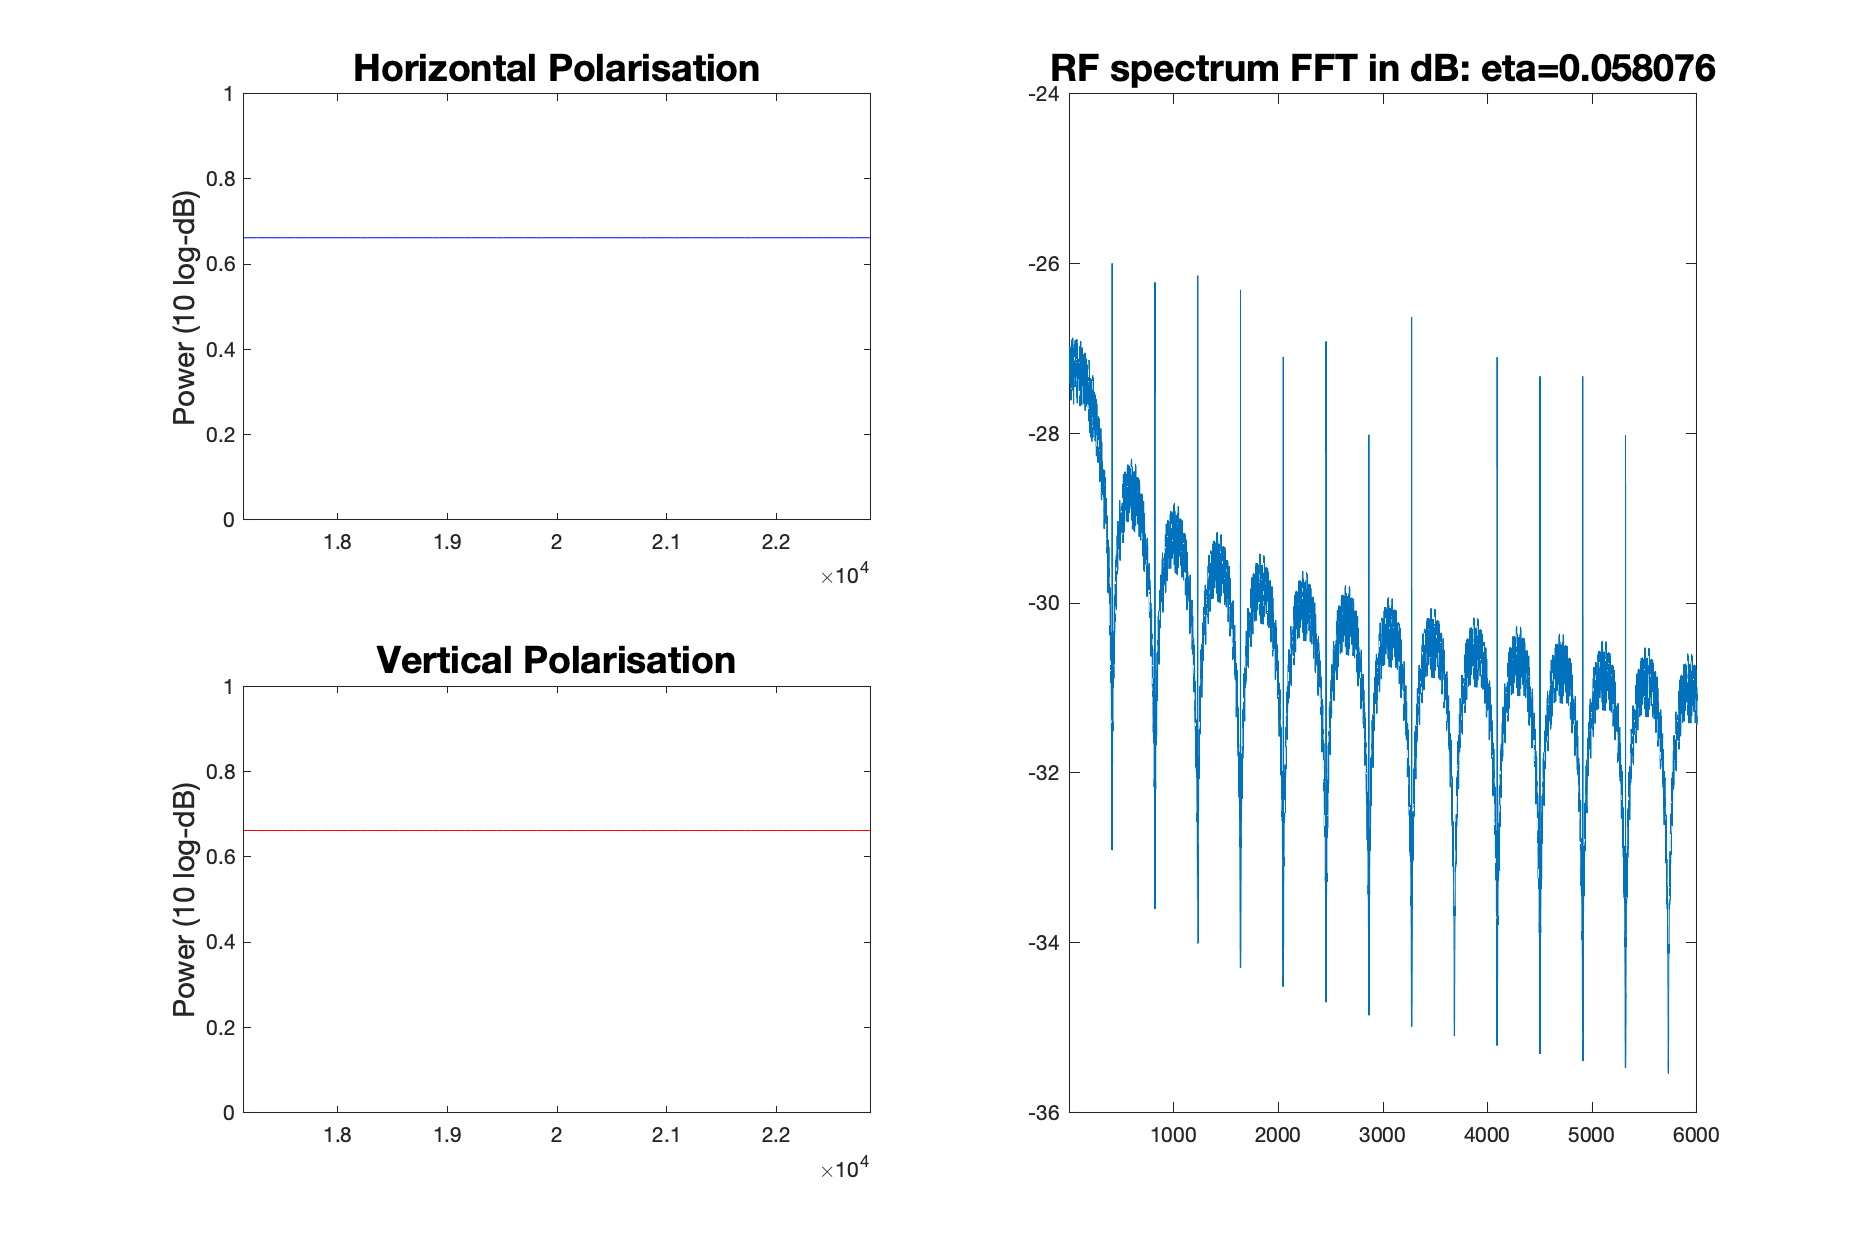 Horizontal Polarisation
Power (10 log-dB)
1
0.8
0.6
0.4
0.2
0
1.8 1.9 2 2.1 2.2
×10^4
Vertical Polarisation
Power (10 log-dB)
1
0.8
0.6
0.4
0.2
0
1.8 1.9 2 2.1 2.2
×10^4
RF spectrum FFT in dB: eta=0.058076
-24
-26
-28
-30
-32
-34
-36
1000 2000 3000 4000 5000 6000